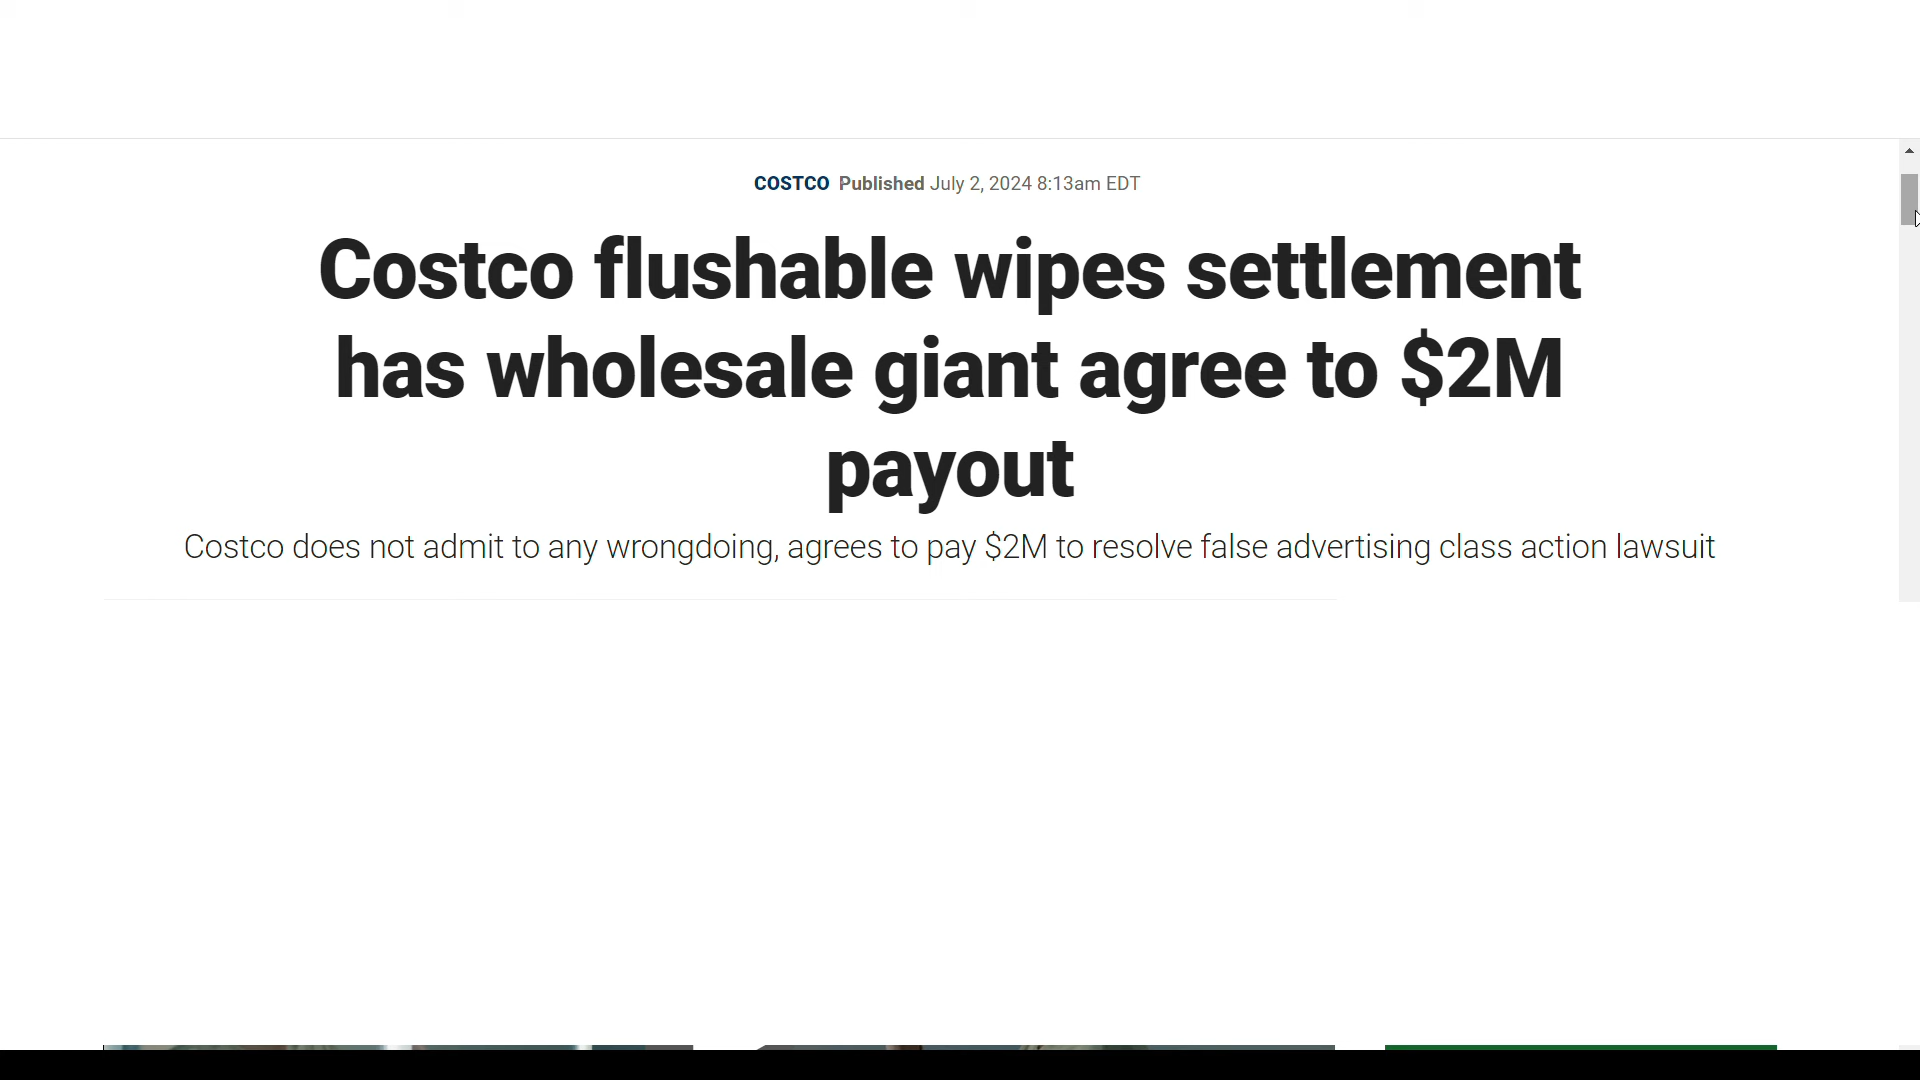 COSTCO Published July 2, 2024 8:13am EDT
Costco flushable wipes settlement
has wholesale giant agree to $2M
payout
Costco does not admit to any wrongdoing, agrees to pay $2M to resolve false advertising class action lawsuit